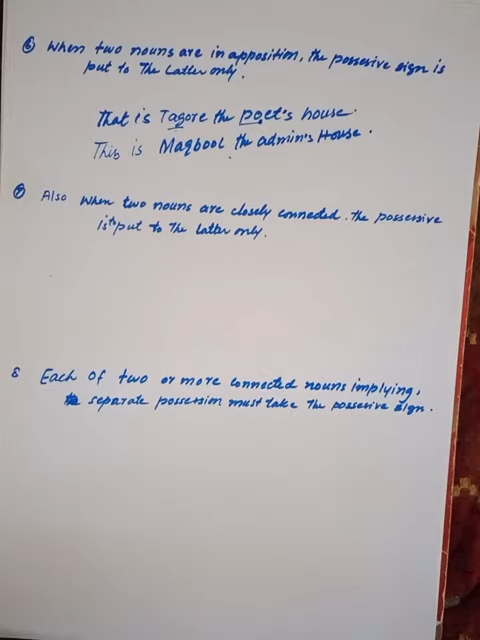 ⑥ When two nouns are in apposition, the possesive sign is
put to The Latter only.
That is Tagore the poet's house.
This is Maqbool the admin's House.
⑦ Also When two nouns are closely connected. the possessive
is to put to The Latter only.
8 Each of two or more connected nouns implying,
separate possession must take The possesive sign.